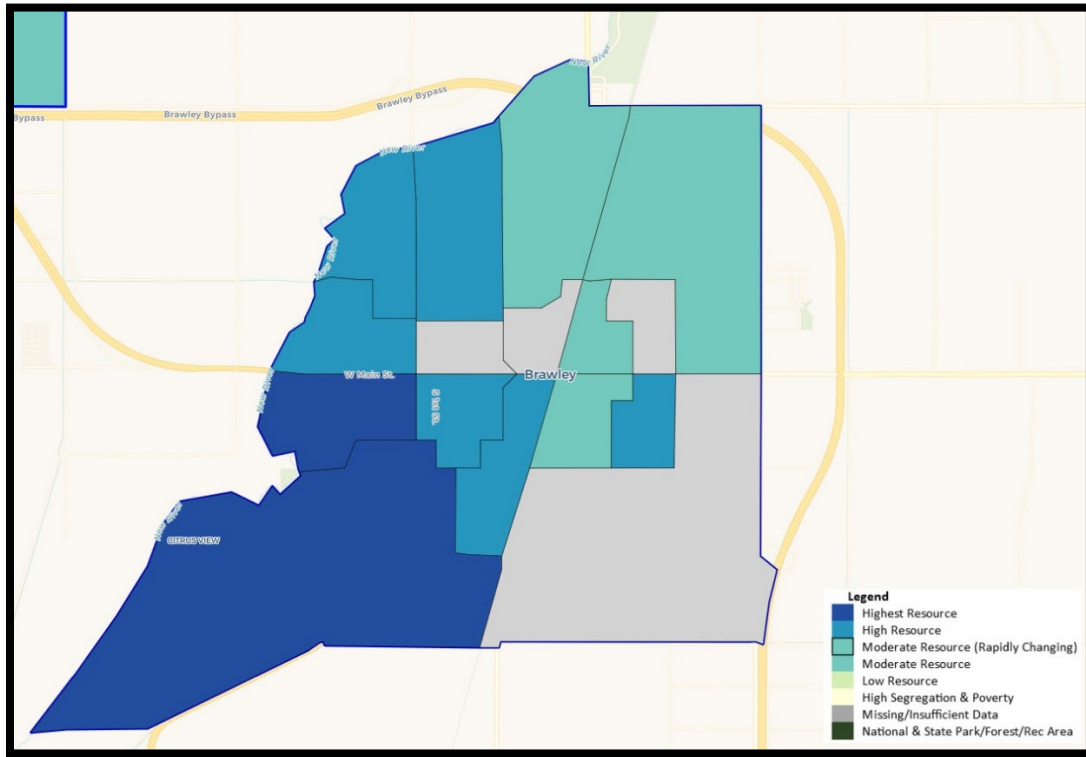 New River
Brawley Bypass
Bypass
Brawley Bypass
New River
New River
W Main St.
Brawley
S 1st St.
New River
New River
CITRUS VIEW
Legend
Highest Resource
High Resource
Moderate Resource (Rapidly Changing)
Moderate Resource
Low Resource
High Segregation & Poverty
Missing/Insufficient Data
National & State Park/Forest/Rec Area